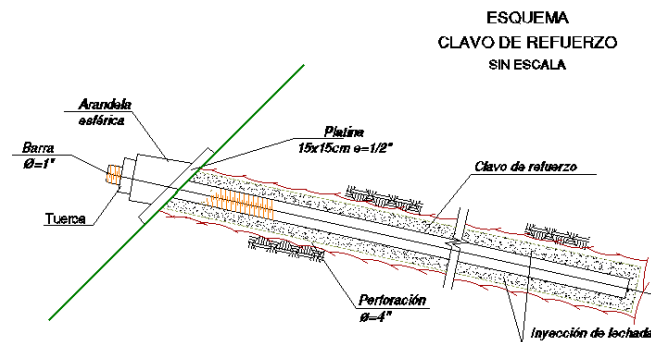 ESQUEMA
CLAVO DE REFUERZO
SIN ESCALA
Arandela
esférica
Platina
15x15cm e=1/2"
Barra
Ø=1"
Clavo de refuerzo
Tuerca
Perforación
Ø=4"
Inyección de lechada